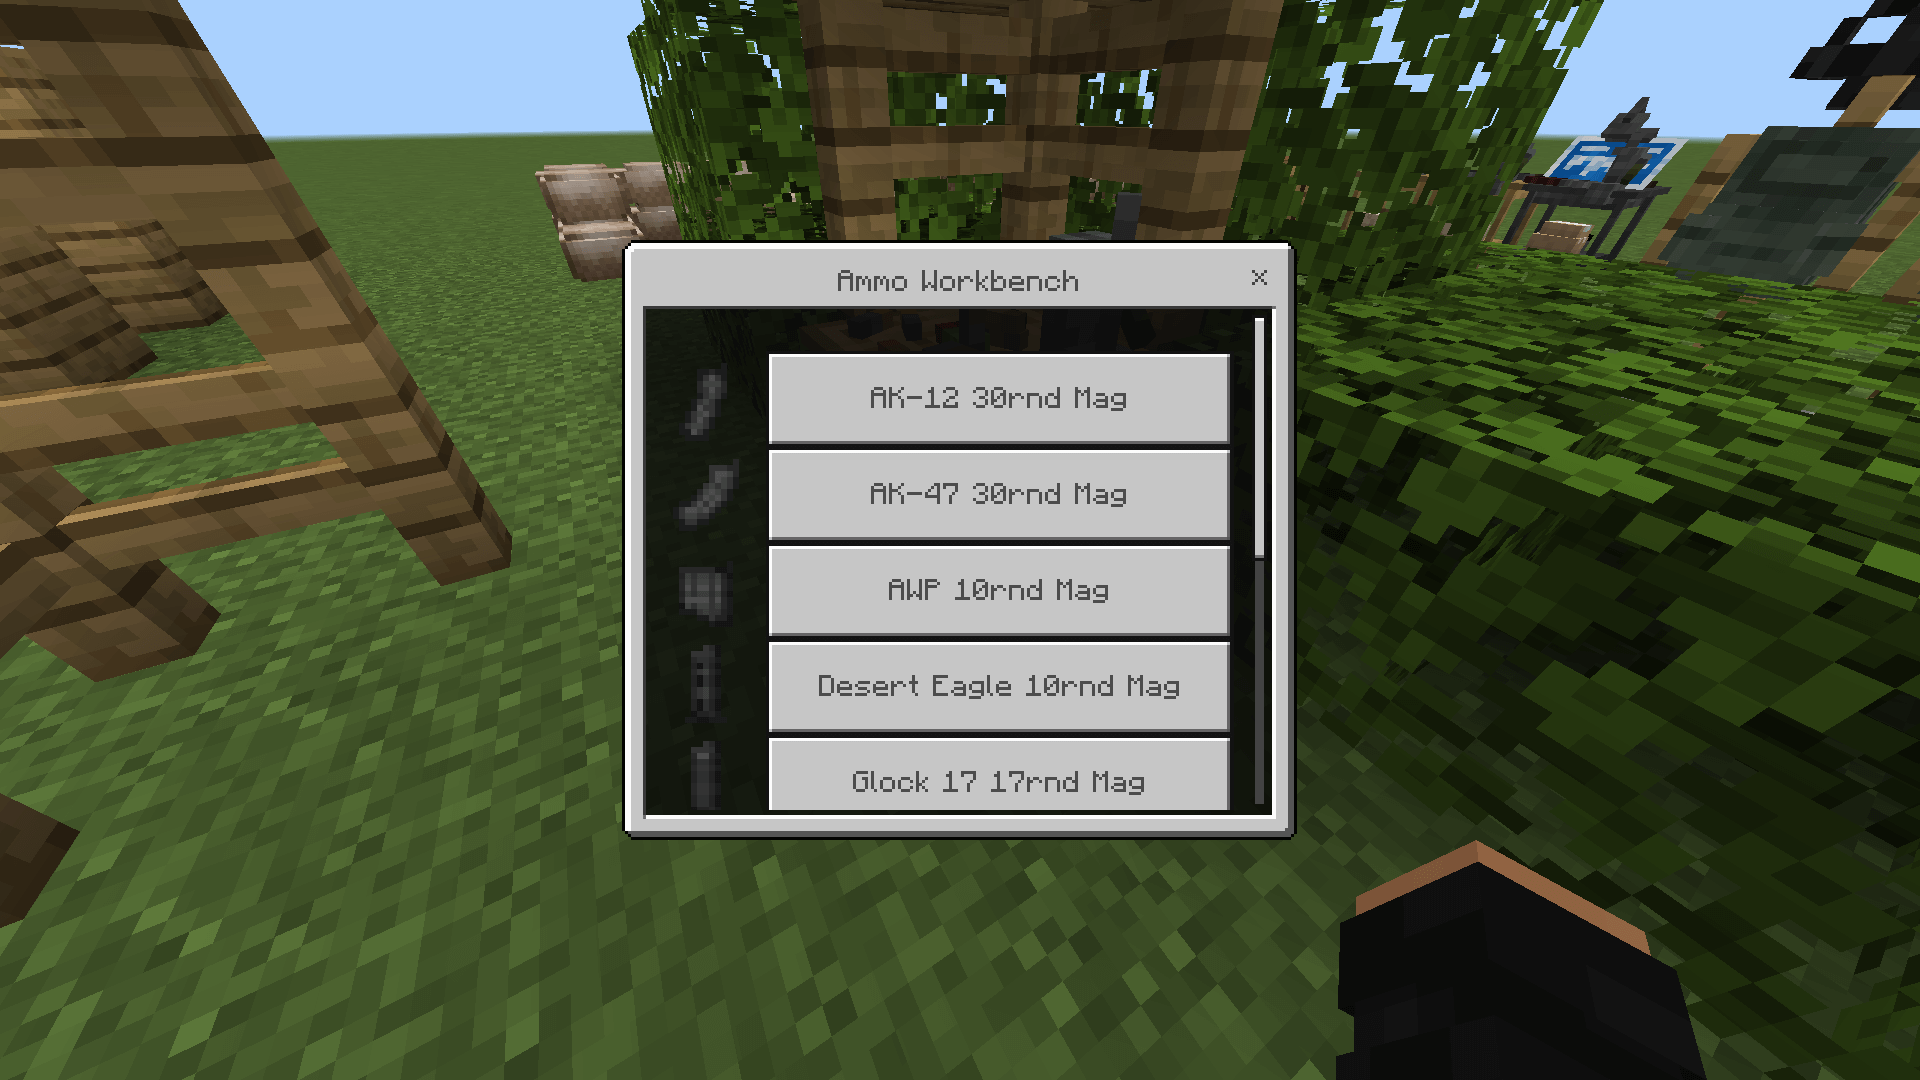 Ammo Workbench
AK-12 30rnd Mag
AK-47 30rnd Mag
AWP 10rnd Mag
Desert Eagle 10rnd Mag
Glock 17 17rnd Mag